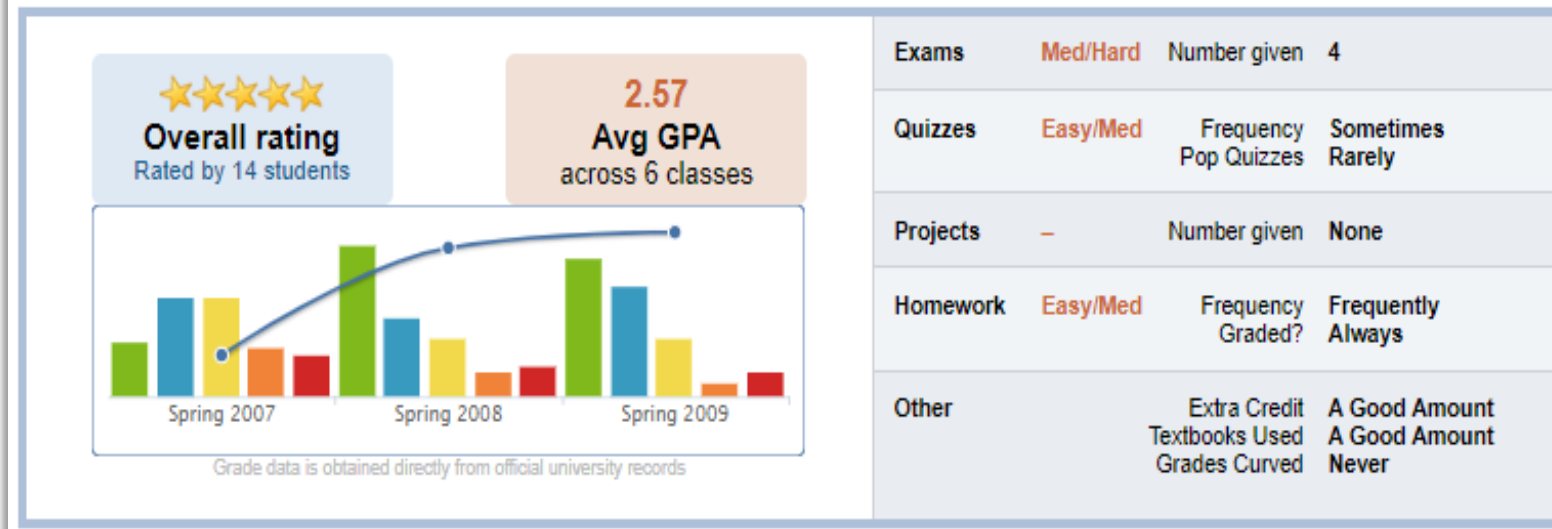 Overall rating
Rated by 14 students
2.57
Avg GPA
across 6 classes
Spring 2007 Spring 2008 Spring 2009
Grade data is obtained directly from official university records
Exams Med/Hard Number given 4
Quizzes Easy/Med Frequency Sometimes
Pop Quizzes Rarely
Projects – Number given None
Homework Easy/Med Frequency Frequently
Graded? Always
Other Extra Credit A Good Amount
Textbooks Used A Good Amount
Grades Curved Never